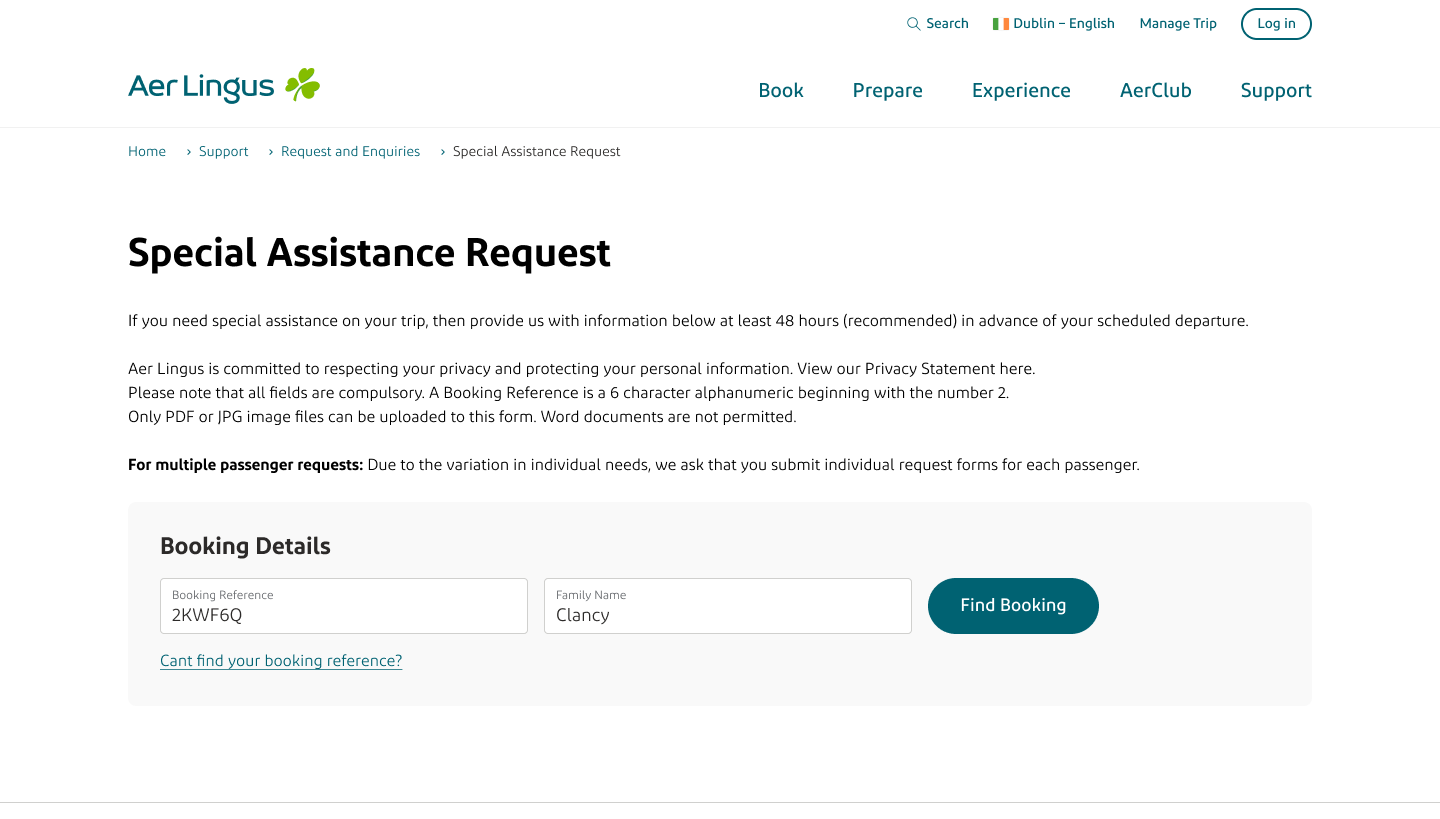 Search
Dublin – English
Manage Trip
Log in
Aer Lingus
Book
Prepare
Experience
AerClub
Support
Home › Support › Request and Enquiries › Special Assistance Request
Special Assistance Request
If you need special assistance on your trip, then provide us with information below at least 48 hours (recommended) in advance of your scheduled departure.
Aer Lingus is committed to respecting your privacy and protecting your personal information. View our Privacy Statement here.
Please note that all fields are compulsory. A Booking Reference is a 6 character alphanumeric beginning with the number 2.
Only PDF or JPG image files can be uploaded to this form. Word documents are not permitted.
For multiple passenger requests: Due to the variation in individual needs, we ask that you submit individual request forms for each passenger.
Booking Details
Booking Reference
2KWF6Q
Family Name
Clancy
Find Booking
Cant find your booking reference?